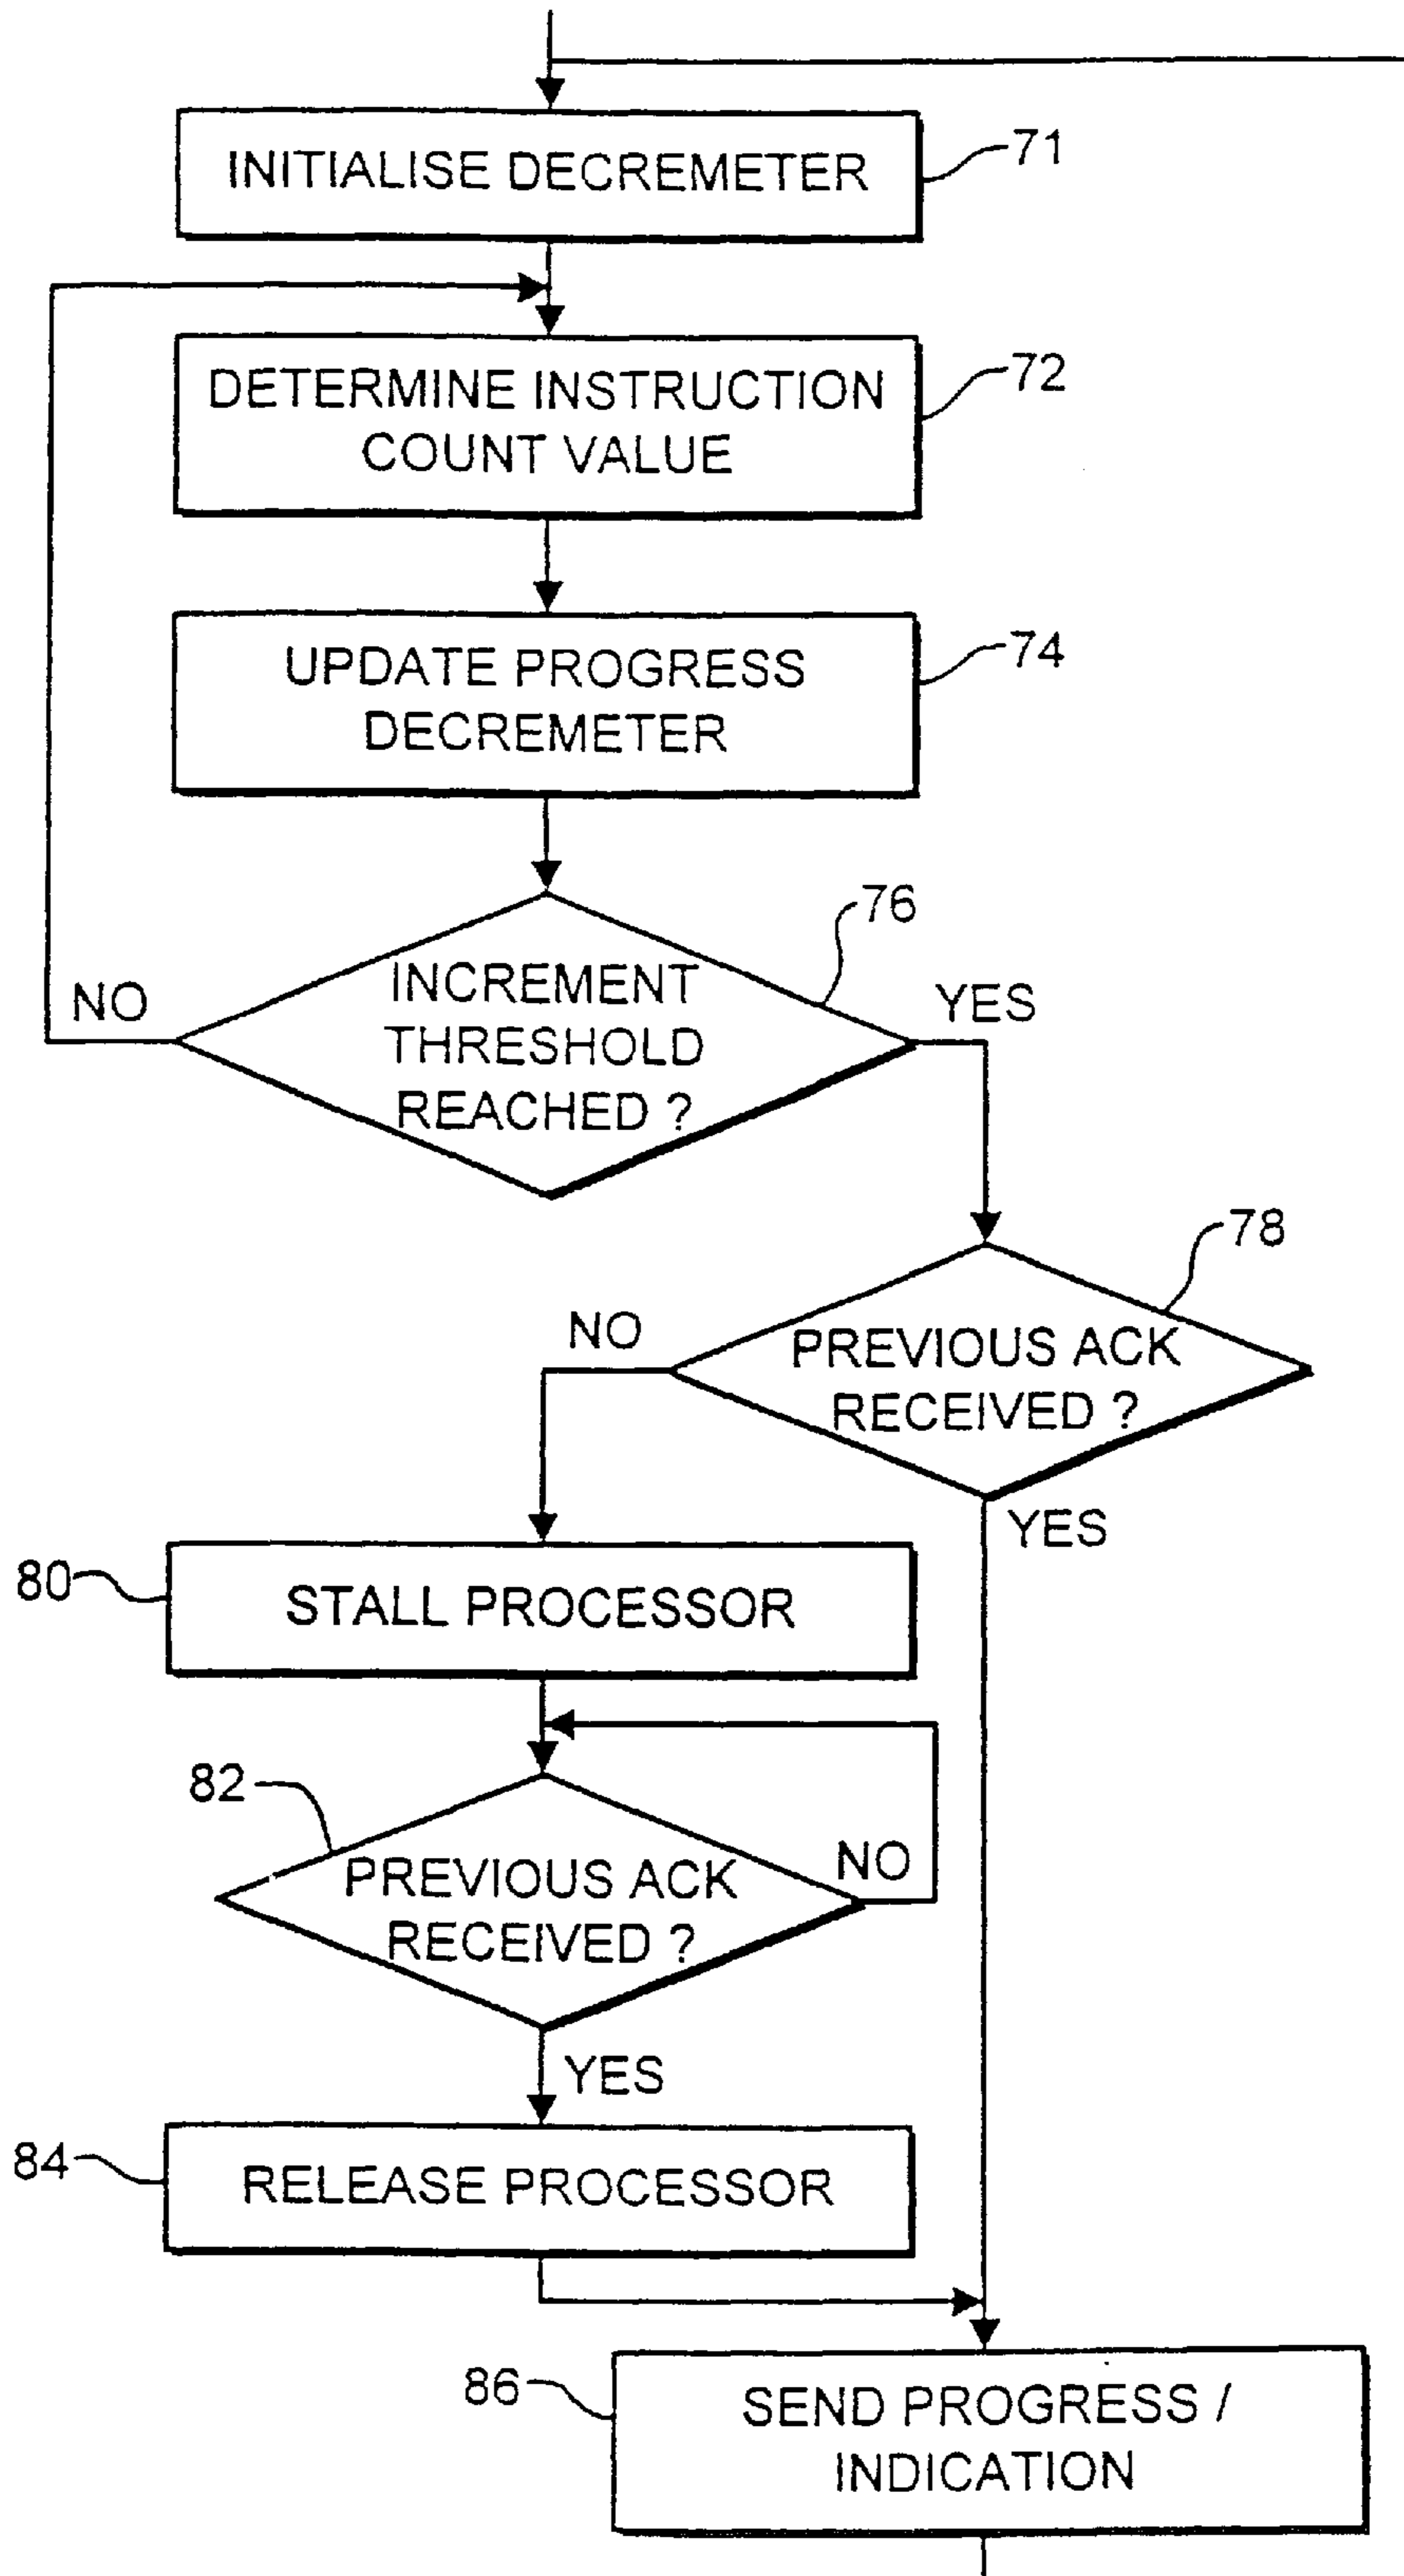 INITIALISE DECREMETER
71
DETERMINE INSTRUCTION
COUNT VALUE
72
UPDATE PROGRESS
DECREMETER
74
INCREMENT
THRESHOLD
REACHED ?
76
NO
YES
78
PREVIOUS ACK
RECEIVED ?
NO
YES
80
STALL PROCESSOR
82
PREVIOUS ACK
RECEIVED ?
NO
YES
84
RELEASE PROCESSOR
86
SEND PROGRESS /
INDICATION